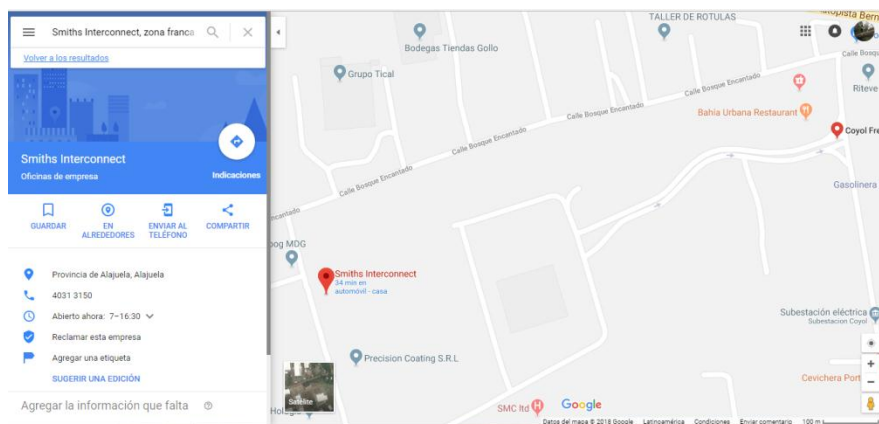 Smiths Interconnect, zona franca
Volver a los resultados
Smiths Interconnect
Oficinas de empresa
Indicaciones
GUARDAR
EN ALREDEDORES
ENVIAR AL TELÉFONO
COMPARTIR
Provincia de Alajuela, Alajuela
4031 3150
Abierto ahora: 7–16:30
Reclamar esta empresa
Agregar una etiqueta
SUGERIR UNA EDICIÓN
Agregar la información que falta
TALLER DE ROTULAS
Bodegas Tiendas Gollo
Grupo Tical
Calle Bosque Encantado
Calle Bosque Encantado
Calle Bosque Encantado
Calle Bosque Encantado
Riteve
Bahía Urbana Restaurant
Coyol Fre
Gasolinera
Smiths Interconnect
34 min en
automóvil - casa
Precision Coating S.R.L
Subestación eléctrica
Subestacion Coyol
Cevichera Port
SMC ltd
Satélite
Google
Datos del mapa © 2018 Google Latinoamérica Condiciones Enviar comentario 100 m